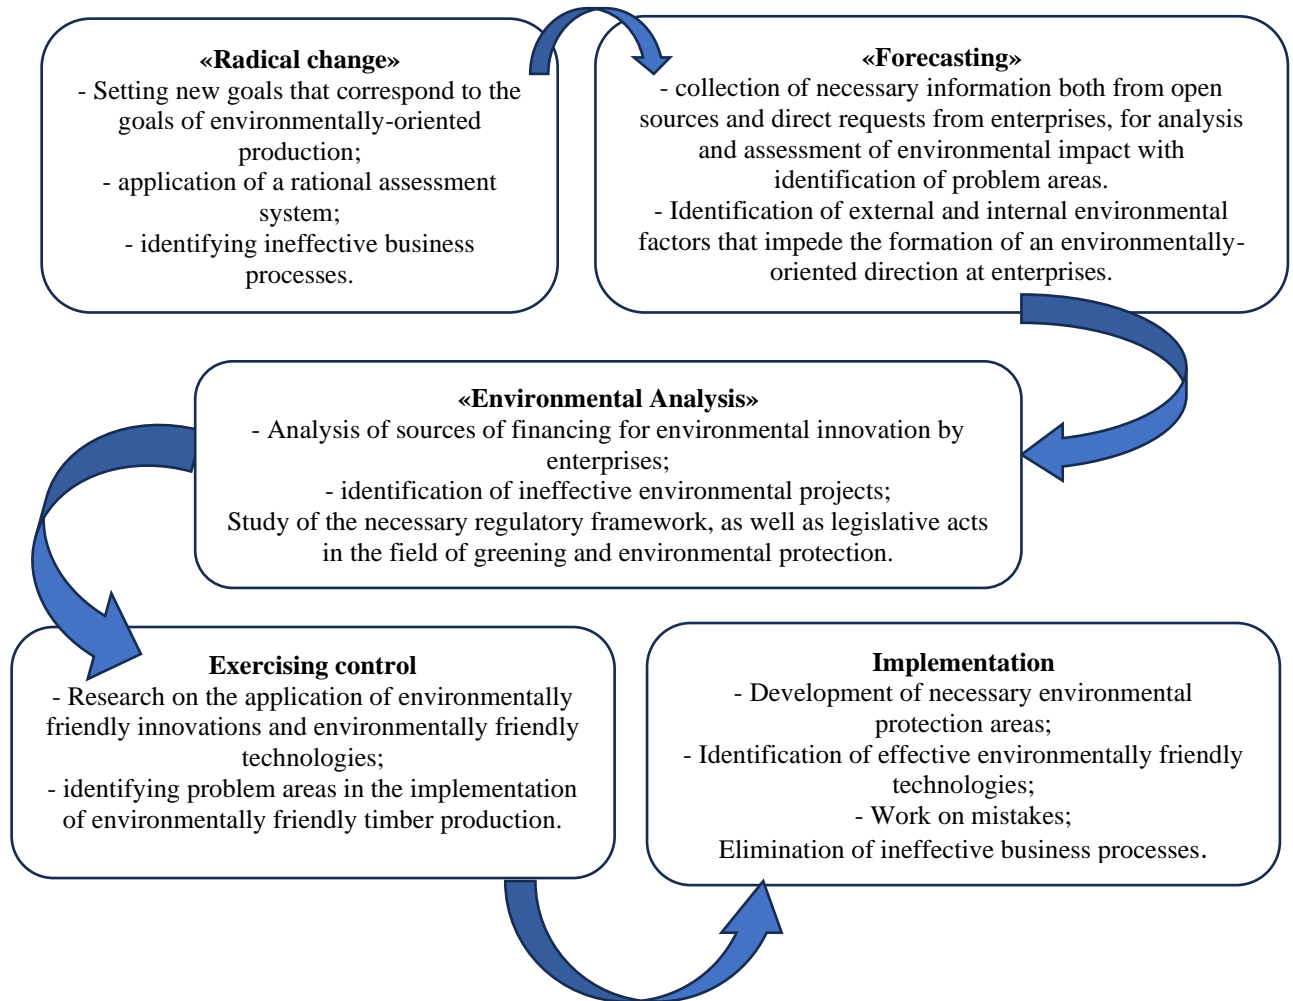 «Radical change»
- Setting new goals that correspond to the
goals of environmentally-oriented
production;
- application of a rational assessment
system;
- identifying ineffective business
processes.
«Forecasting»
- collection of necessary information both from open
sources and direct requests from enterprises, for analysis
and assessment of environmental impact with
identification of problem areas.
- Identification of external and internal environmental
factors that impede the formation of an environmentally-
oriented direction at enterprises.
«Environmental Analysis»
- Analysis of sources of financing for environmental innovation by
enterprises;
- identification of ineffective environmental projects;
Study of the necessary regulatory framework, as well as legislative acts
in the field of greening and environmental protection.
Exercising control
- Research on the application of environmentally
friendly innovations and environmentally friendly
technologies;
- identifying problem areas in the implementation
of environmentally friendly timber production.
Implementation
- Development of necessary environmental
protection areas;
- Identification of effective environmentally friendly
technologies;
- Work on mistakes;
Elimination of ineffective business processes.